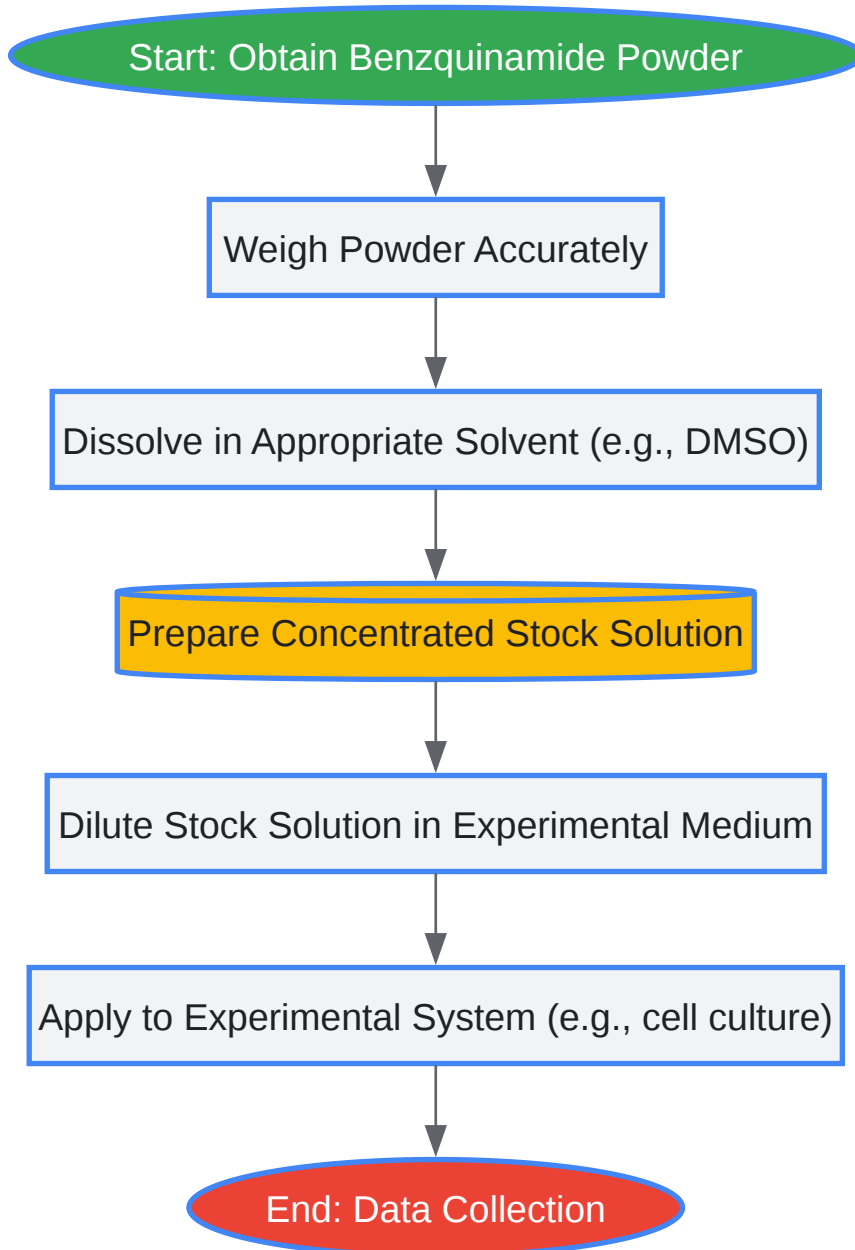 Start: Obtain Benzquinamide Powder
Weigh Powder Accurately
Dissolve in Appropriate Solvent (e.g., DMSO)
Prepare Concentrated Stock Solution
Dilute Stock Solution in Experimental Medium
Apply to Experimental System (e.g., cell culture)
End: Data Collection